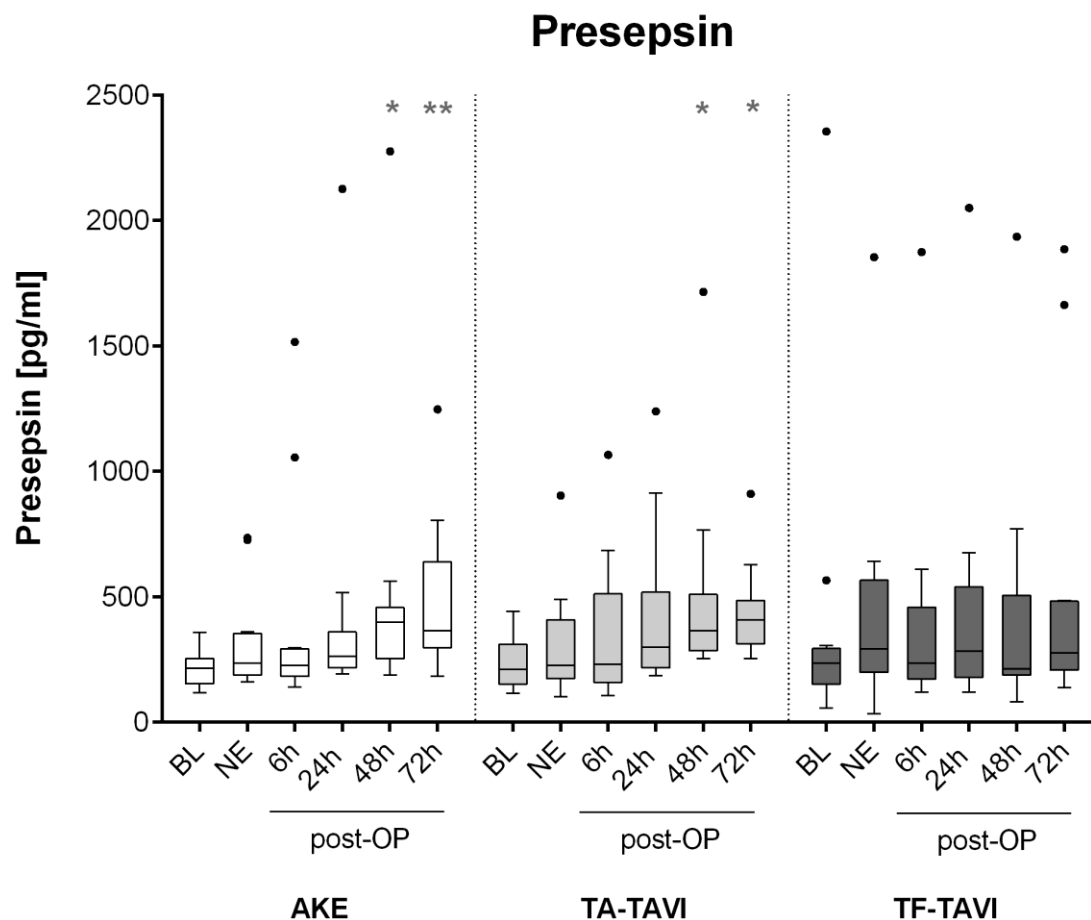 Presepsin
Presepsin [pg/ml]
2500
2000
1500
1000
500
0
* ** * *
BL NE 6h 24h 48h 72h BL NE 6h 24h 48h 72h BL NE 6h 24h 48h 72h
post-OP post-OP post-OP
AKE TA-TAVI TF-TAVI